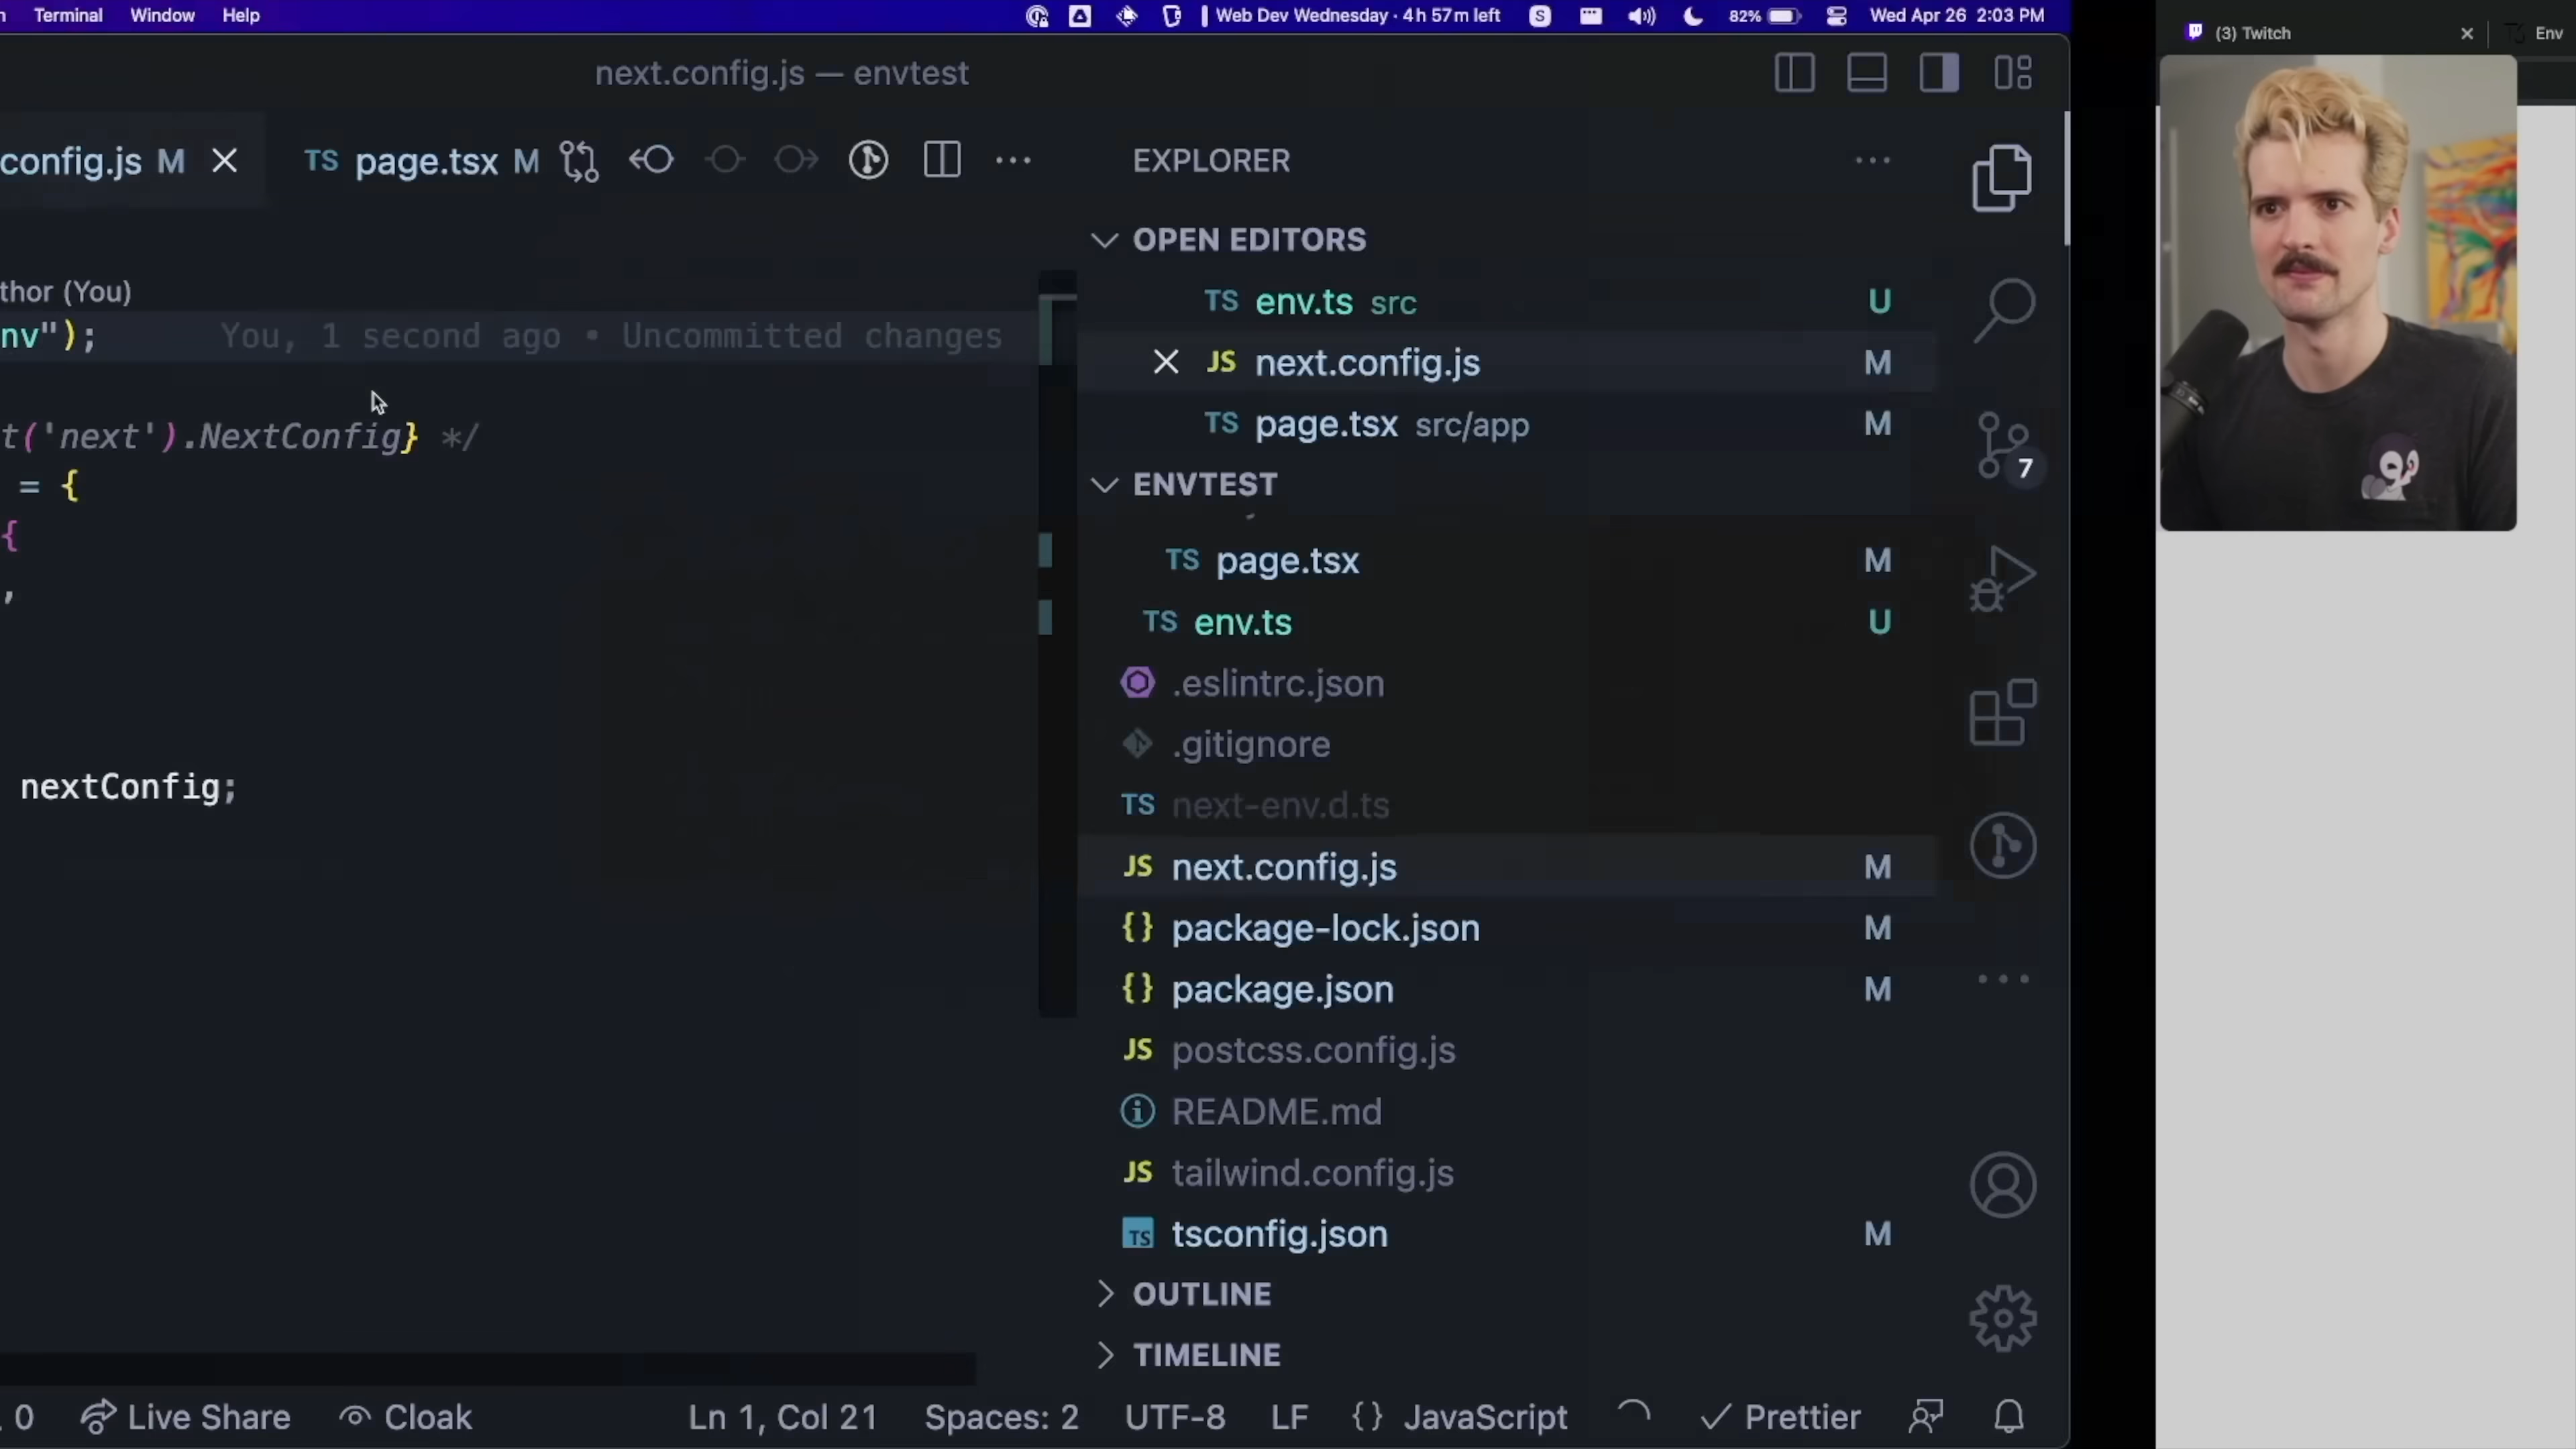 Terminal Window Help
Web Dev Wednesday · 4h 57m left
S
82%
Wed Apr 26 2:03 PM
(3) Twitch
Env
next.config.js — envtest
config.js M
TS page.tsx M
EXPLORER
OPEN EDITORS
TS env.ts src U
JS next.config.js M
TS page.tsx src/app M
ENVTEST
TS page.tsx M
TS env.ts U
.eslintrc.json
.gitignore
TS next-env.d.ts
JS next.config.js M
{} package-lock.json M
{} package.json M
JS postcss.config.js
README.md
JS tailwind.config.js
TS tsconfig.json M
OUTLINE
TIMELINE
7
thor (You)
nv"); You, 1 second ago • Uncommitted changes
t('next').NextConfig} */
= {
{
,
nextConfig;
0 Live Share Cloak Ln 1, Col 21 Spaces: 2 UTF-8 LF {} JavaScript Prettier